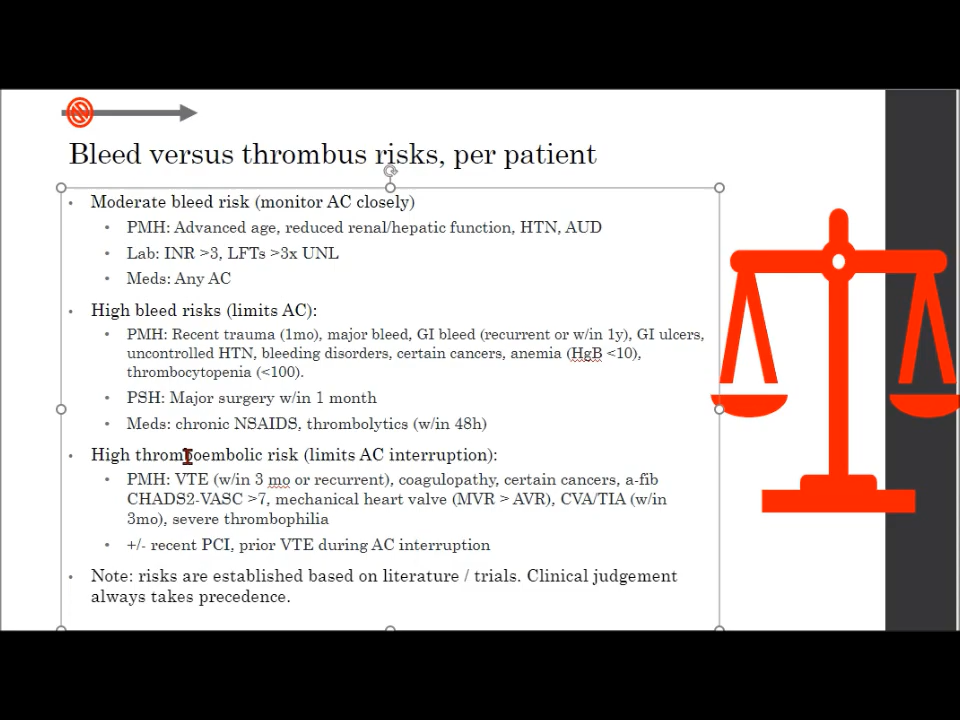 Bleed versus thrombus risks, per patient
Moderate bleed risk (monitor AC closely)
PMH: Advanced age, reduced renal/hepatic function, HTN, AUD
Lab: INR >3, LFTs >3x UNL
Meds: Any AC
High bleed risks (limits AC):
PMH: Recent trauma (1mo), major bleed, GI bleed (recurrent or w/in 1y), GI ulcers,
uncontrolled HTN, bleeding disorders, certain cancers, anemia (HgB <10),
thrombocytopenia (<100).
PSH: Major surgery w/in 1 month
Meds: chronic NSAIDS, thrombolytics (w/in 48h)
High thromboembolic risk (limits AC interruption):
PMH: VTE (w/in 3 mo or recurrent), coagulopathy, certain cancers, a-fib
CHADS2-VASC >7, mechanical heart valve (MVR > AVR), CVA/TIA (w/in
3mo), severe thrombophilia
+/- recent PCI, prior VTE during AC interruption
Note: risks are established based on literature / trials. Clinical judgement
always takes precedence.